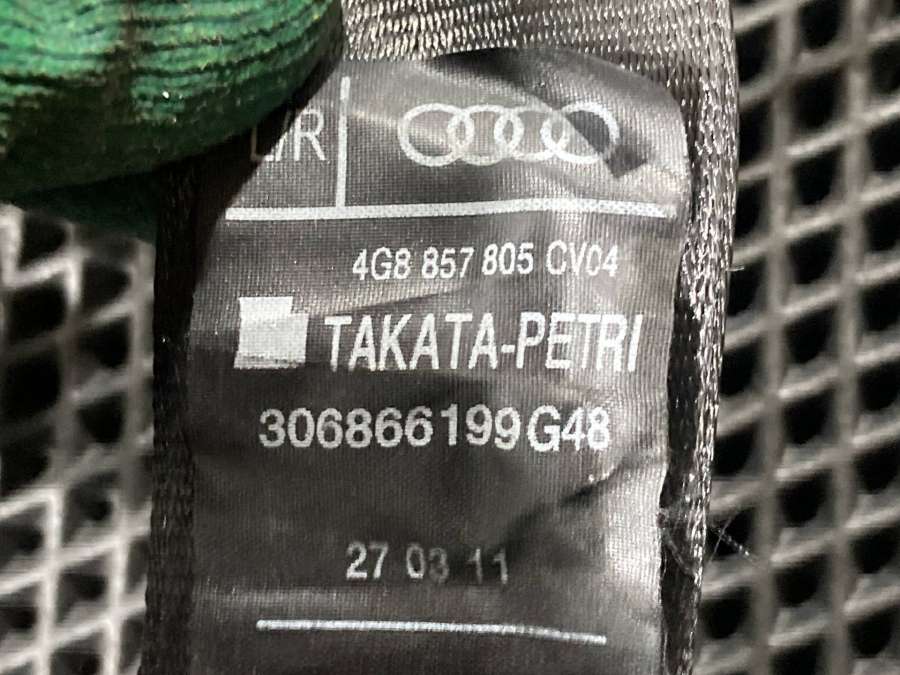 L/R
4G8 857 805 CV04
TAKATA-PETRI
306866199G48
27 03 11